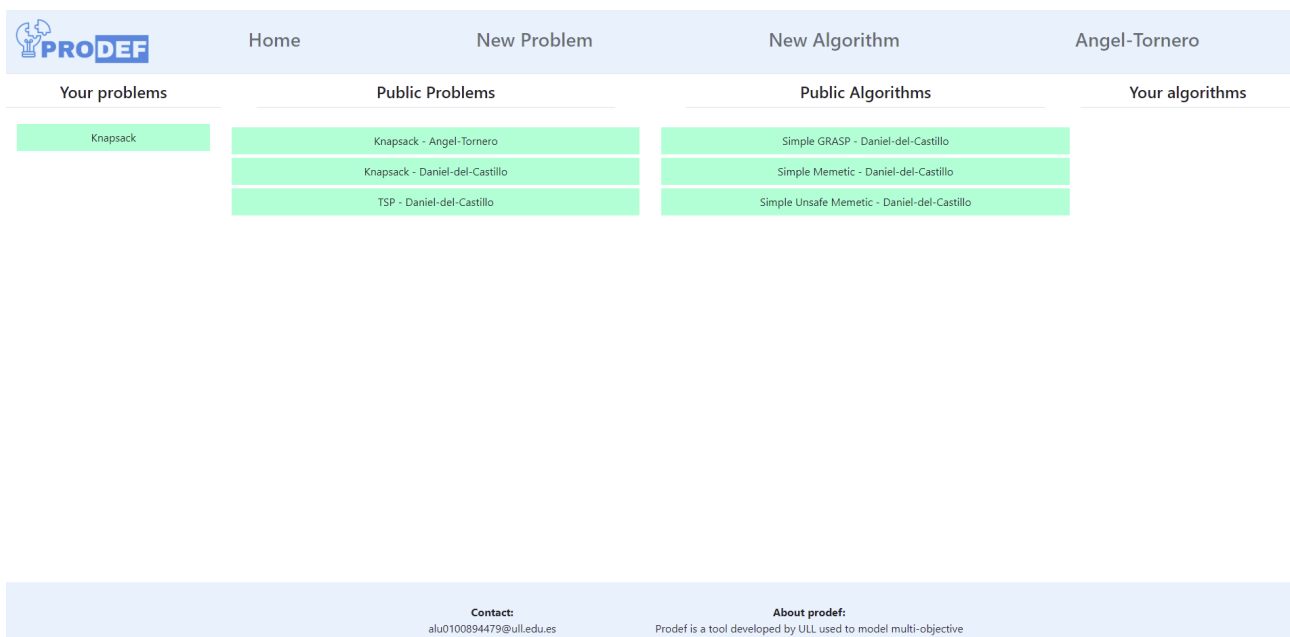 PRODEF
Home
New Problem
New Algorithm
Angel-Tornero
Your problems
Public Problems
Public Algorithms
Your algorithms
Knapsack
Knapsack - Angel-Tornero
Knapsack - Daniel-del-Castillo
TSP - Daniel-del-Castillo
Simple GRASP - Daniel-del-Castillo
Simple Memetic - Daniel-del-Castillo
Simple Unsafe Memetic - Daniel-del-Castillo
Contact:
alu0100894479@ull.edu.es
About prodef:
Prodef is a tool developed by ULL used to model multi-objective